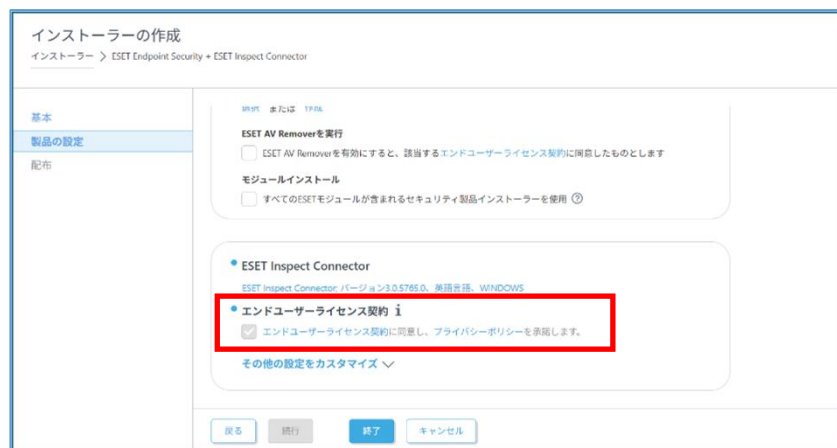 インストーラーの作成
インストーラー > ESET Endpoint Security + ESET Inspect Connector
基本
製品の設定
配布
選択 または 作成
ESET AV Removerを実行
ESET AV Removerを有効にすると、該当するエンドユーザーライセンス契約に同意したものとします
モジュールインストール
すべてのESETモジュールが含まれるセキュリティ製品インストーラーを使用 ?
ESET Inspect Connector
ESET Inspect Connector; バージョン3.0.5765.0、英語言語、WINDOWS
エンドユーザーライセンス契約 i
エンドユーザーライセンス契約に同意し、プライバシーポリシーを承諾します。
その他の設定をカスタマイズ
戻る 続行 終了 キャンセル